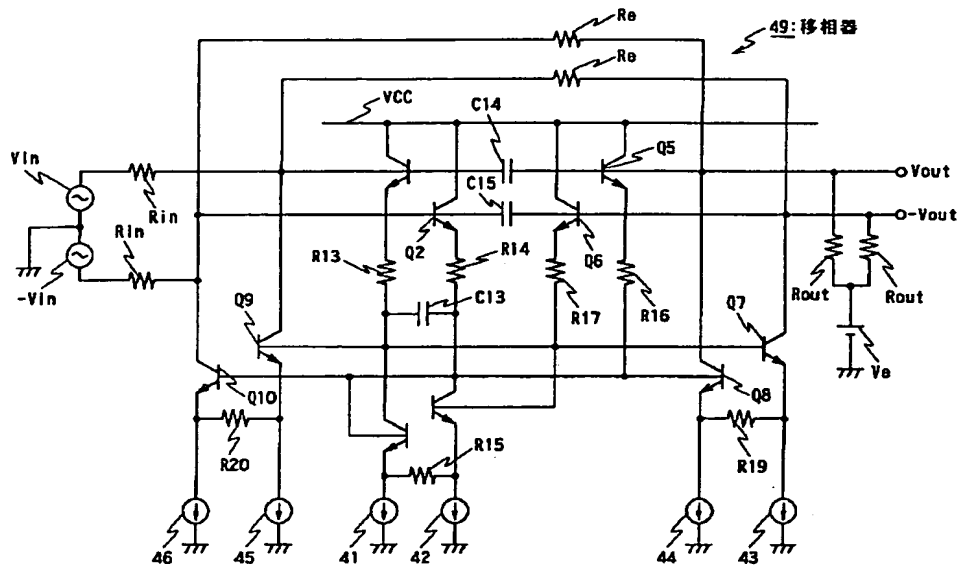 Re
49:移相器
Re
VCC
C14
Q5
Vin
Vout
Rin
C15
-Vout
Rin
Q2
R14
Q6
R13
-Vin
C13
R17
R16
Rout
Rout
Q9
Q7
Ve
Q10
Q8
R20
R15
R19
46
45
41
42
44
43